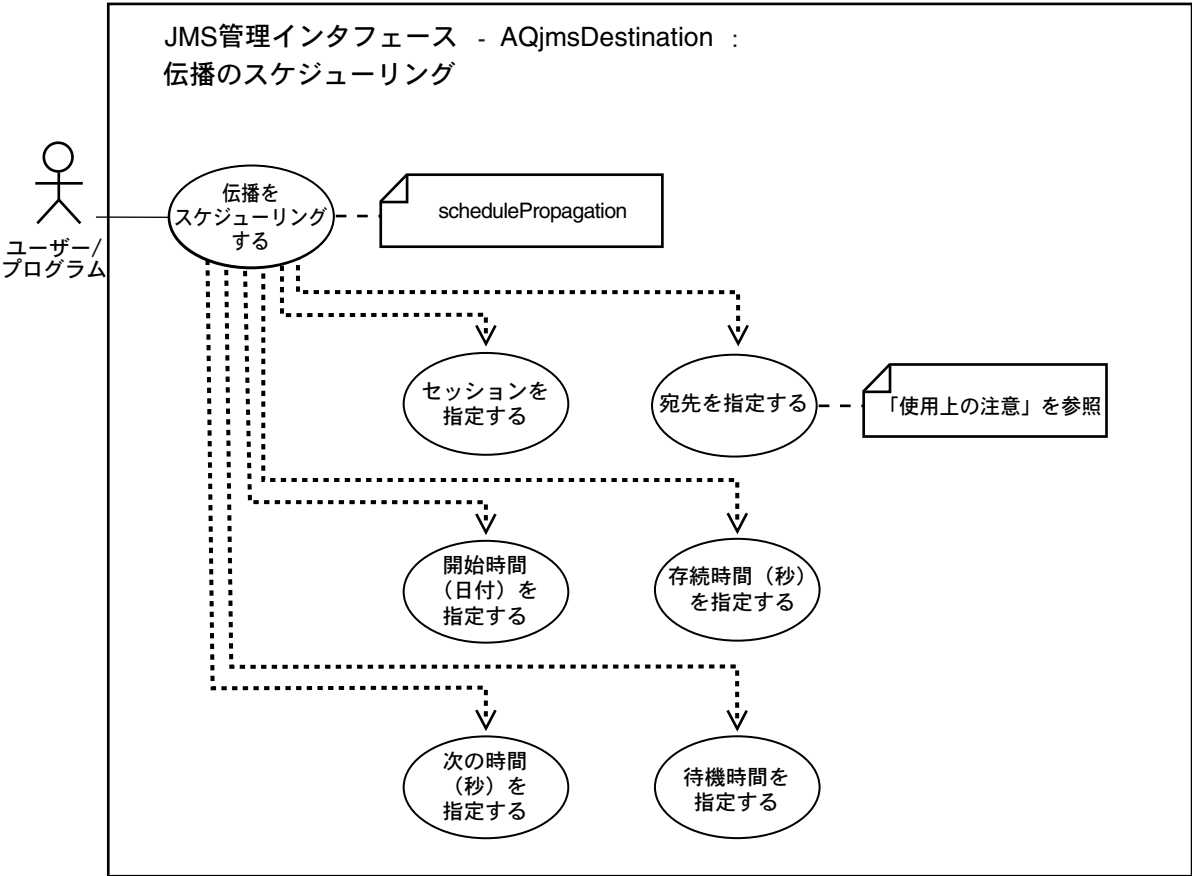 JMS管理インタフェース - AQjmsDestination :
伝播のスケジューリング
ユーザー/
プログラム
伝播を
スケジューリング
する
schedulePropagation
セッションを
指定する
宛先を指定する
「使用上の注意」を参照
開始時間
（日付）を
指定する
存続時間（秒）
を指定する
次の時間
（秒）を
指定する
待機時間を
指定する